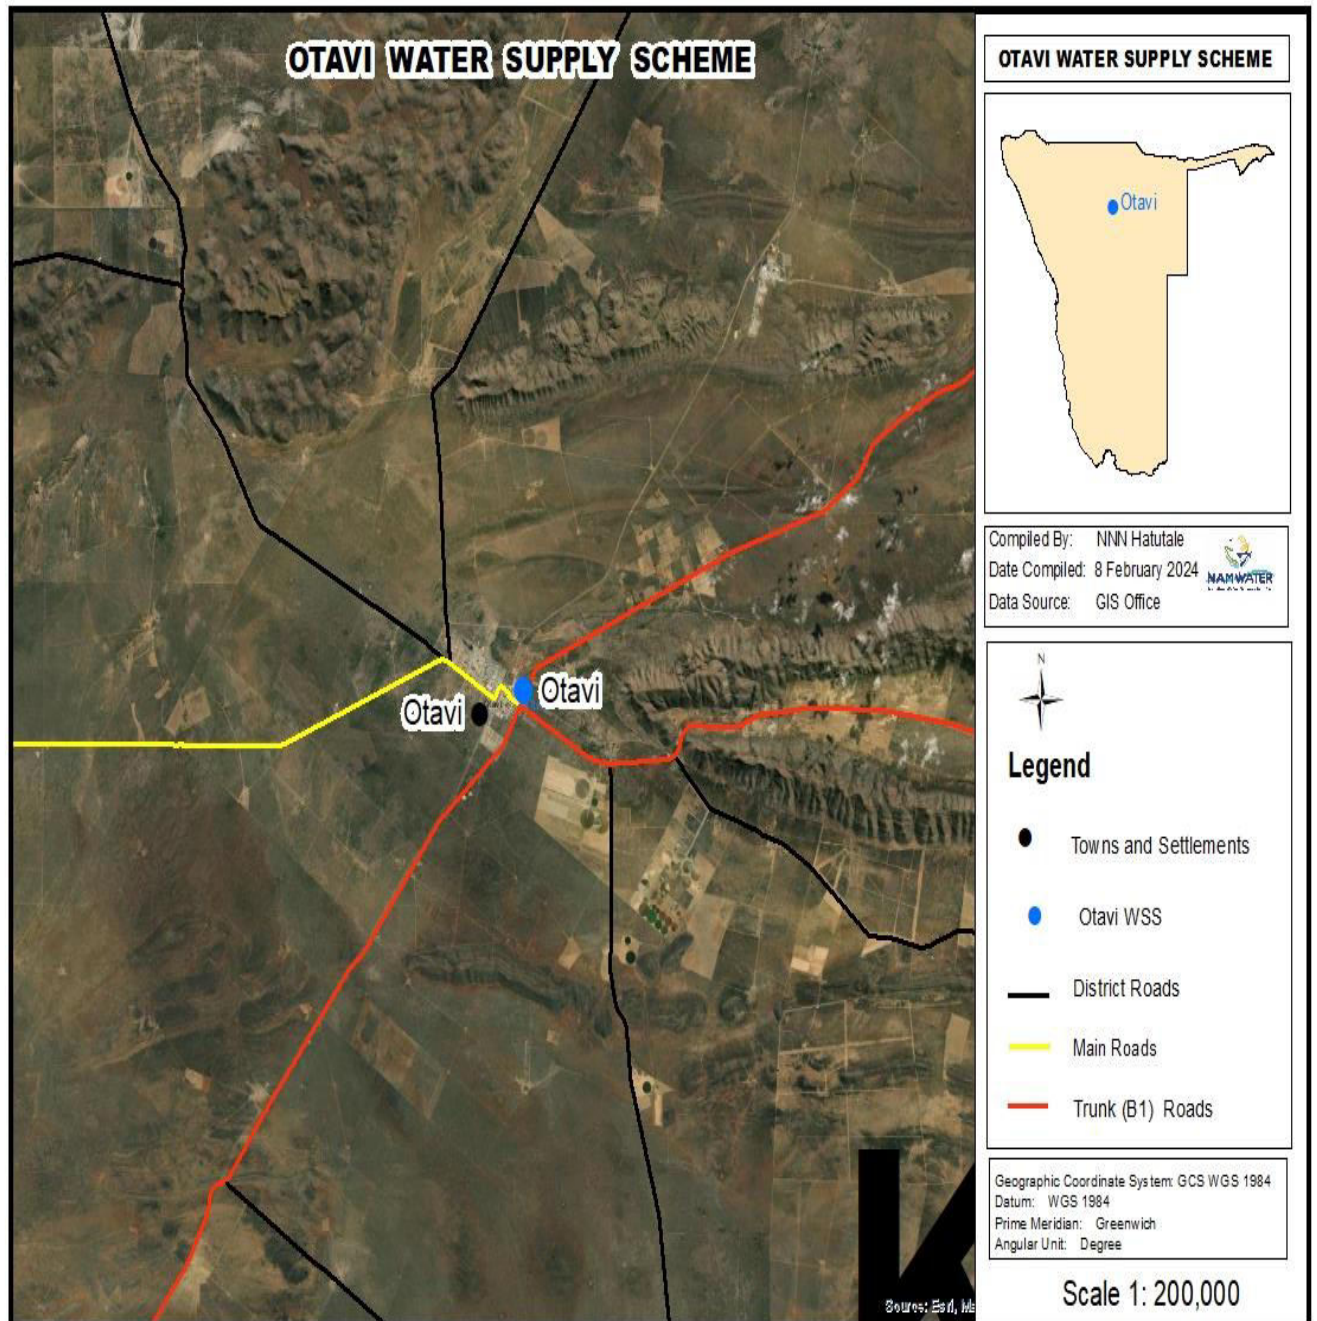 OTAVI WATER SUPPLY SCHEME
Otavi
Otavi
K
Source: Esri, Ma
OTAVI WATER SUPPLY SCHEME
Otavi
Compiled By: NNN Hatutale
Date Compiled: 8 February 2024
Data Source: GIS Office
NAMWATER
N
Legend
Towns and Settlements
Otavi WSS
District Roads
Main Roads
Trunk (B1) Roads
Geographic Coordinate System: GCS WGS 1984
Datum: WGS 1984
Prime Meridian: Greenwich
Angular Unit: Degree
Scale 1: 200,000